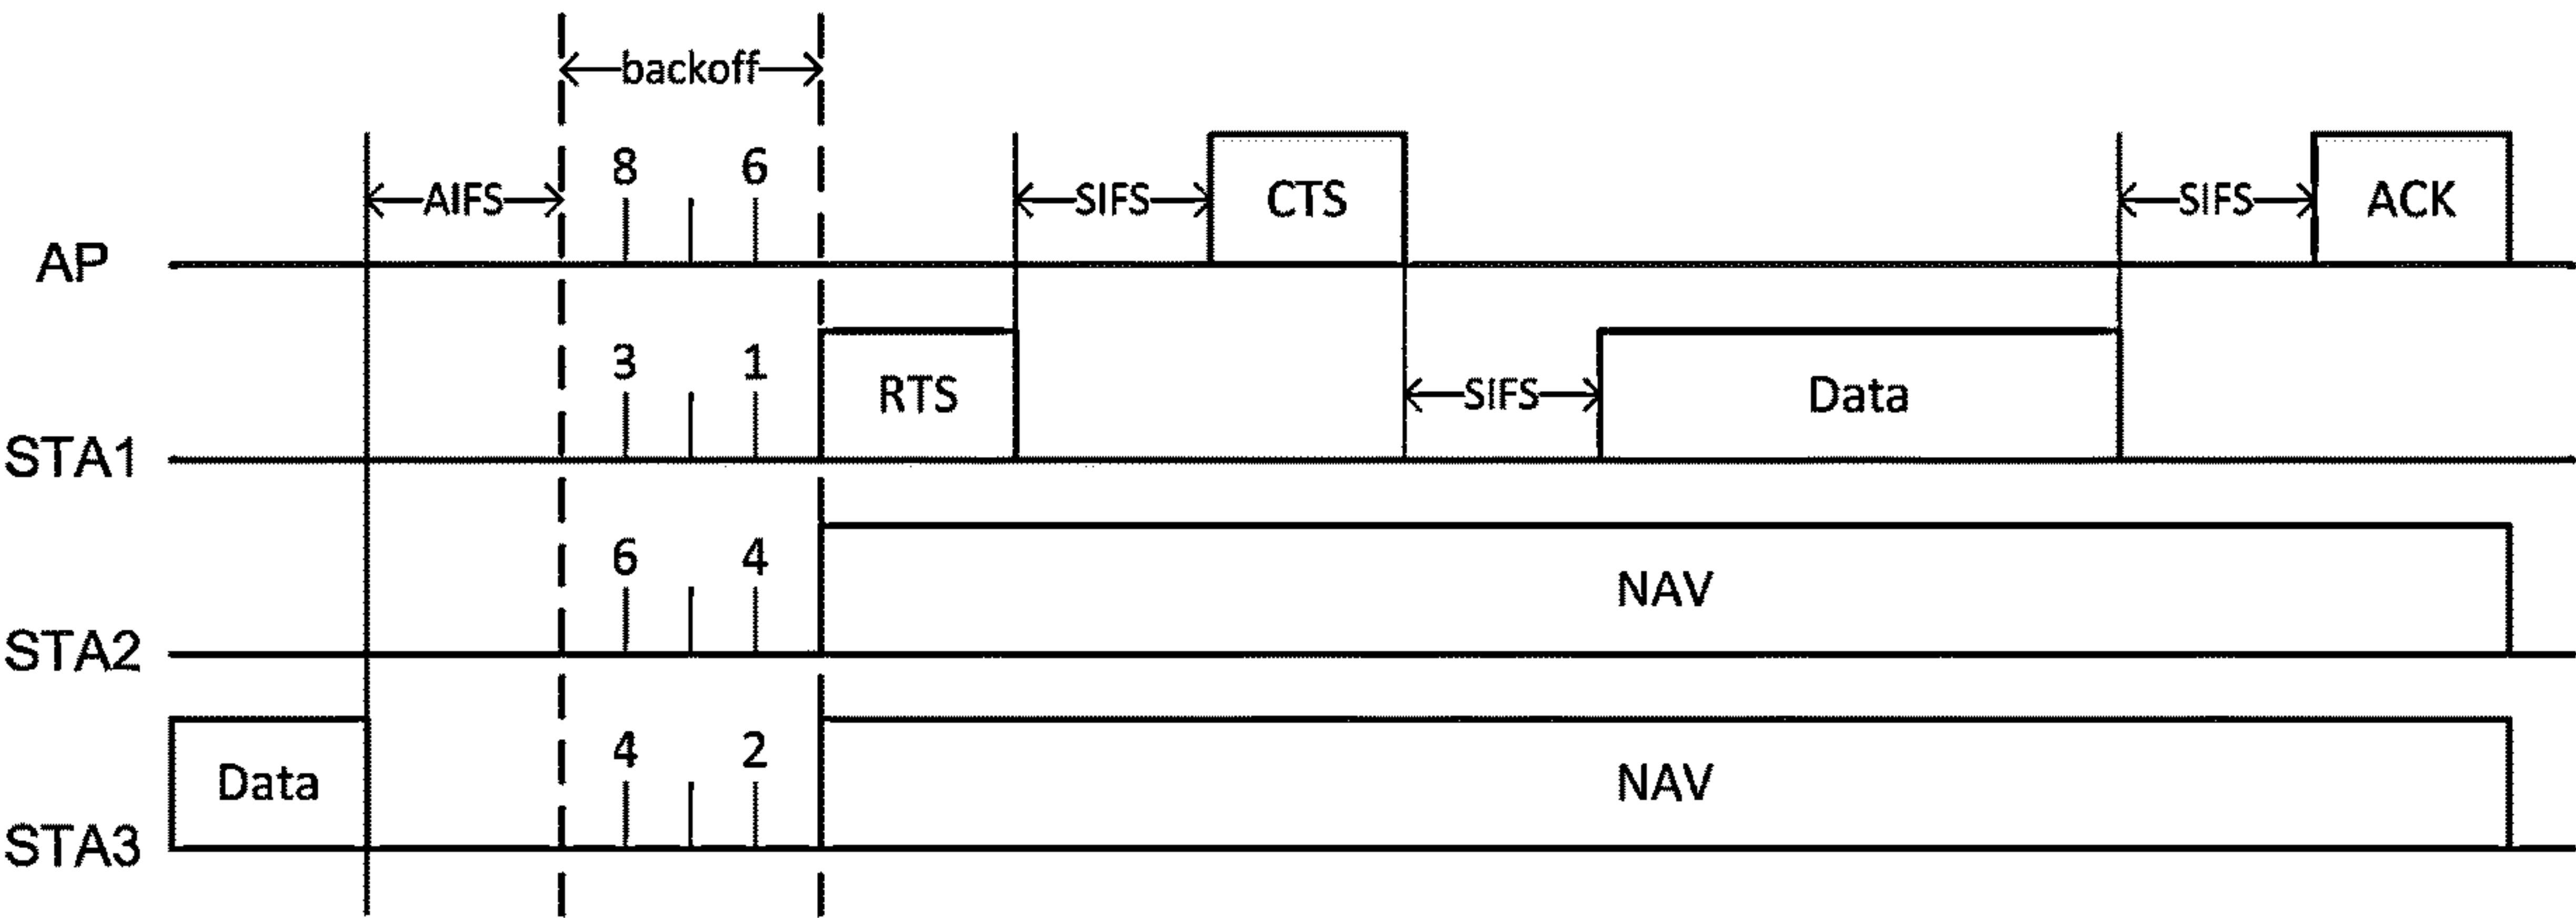 backoff
8 6
AIFS SIFS CTS SIFS ACK
AP
3 1
RTS SIFS Data
STA1
6 4
NAV
STA2
4 2
Data NAV
STA3